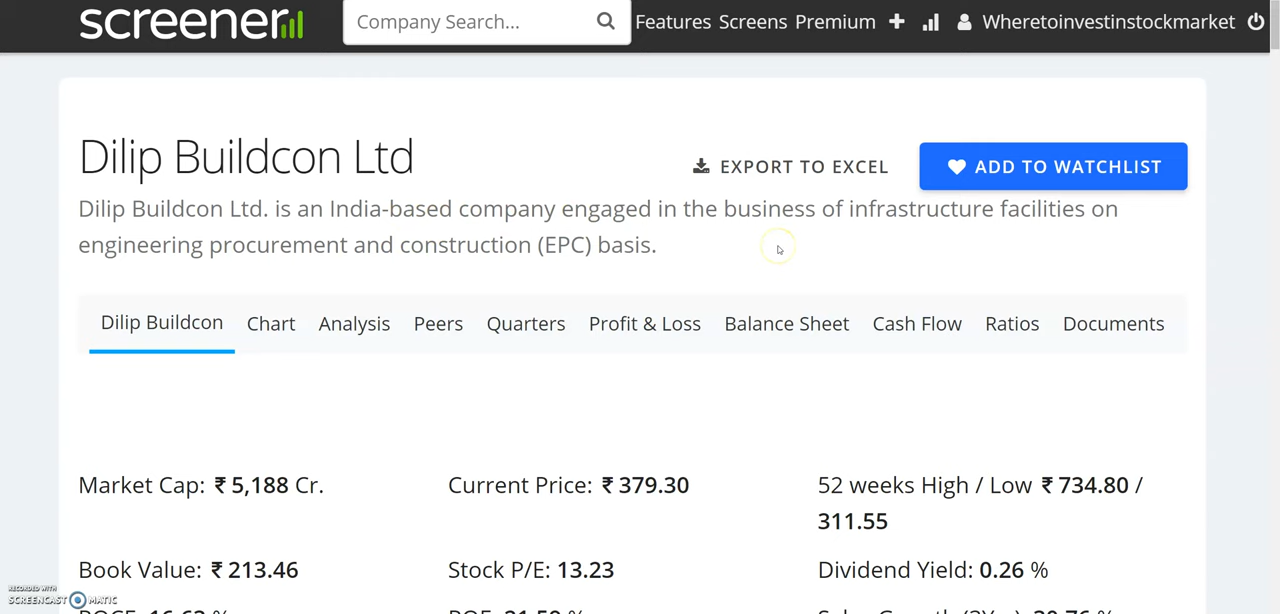 screener
Company Search...
Features Screens Premium
Wheretoinvestinstockmarket
Dilip Buildcon Ltd
EXPORT TO EXCEL
ADD TO WATCHLIST
Dilip Buildcon Ltd. is an India-based company engaged in the business of infrastructure facilities on
engineering procurement and construction (EPC) basis.
Dilip Buildcon Chart Analysis Peers Quarters Profit & Loss Balance Sheet Cash Flow Ratios Documents
Market Cap: ₹ 5,188 Cr.
Current Price: ₹ 379.30
52 weeks High / Low ₹ 734.80 /
311.55
Book Value: ₹ 213.46
Stock P/E: 13.23
Dividend Yield: 0.26 %
RECORDED WITH
SCREENCAST MATIC